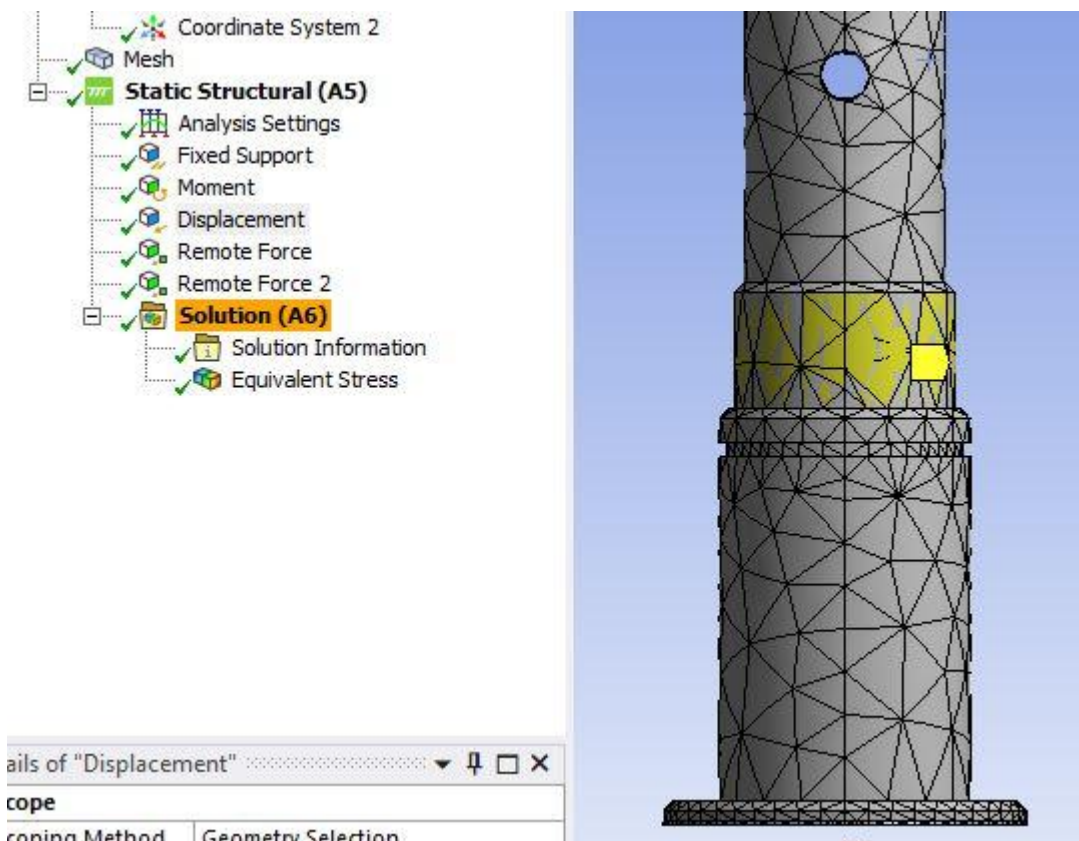 Coordinate System 2
Mesh
Static Structural (A5)
Analysis Settings
Fixed Support
Moment
Displacement
Remote Force
Remote Force 2
Solution (A6)
Solution Information
Equivalent Stress
ails of "Displacement"
cope
coping Method Geometry Selection